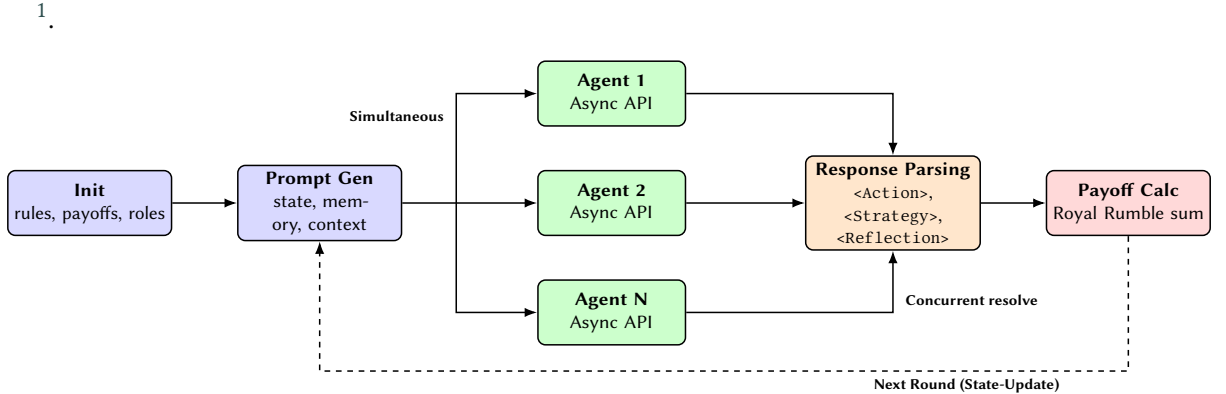 1.
Agent 1
Async API
Simultaneous
Init
rules, payoffs, roles
Prompt Gen
state, mem-
ory, context
Agent 2
Async API
Response Parsing
<Action>,
<Strategy>,
<Reflection>
Payoff Calc
Royal Rumble sum
Agent N
Async API
Concurrent resolve
Next Round (State-Update)